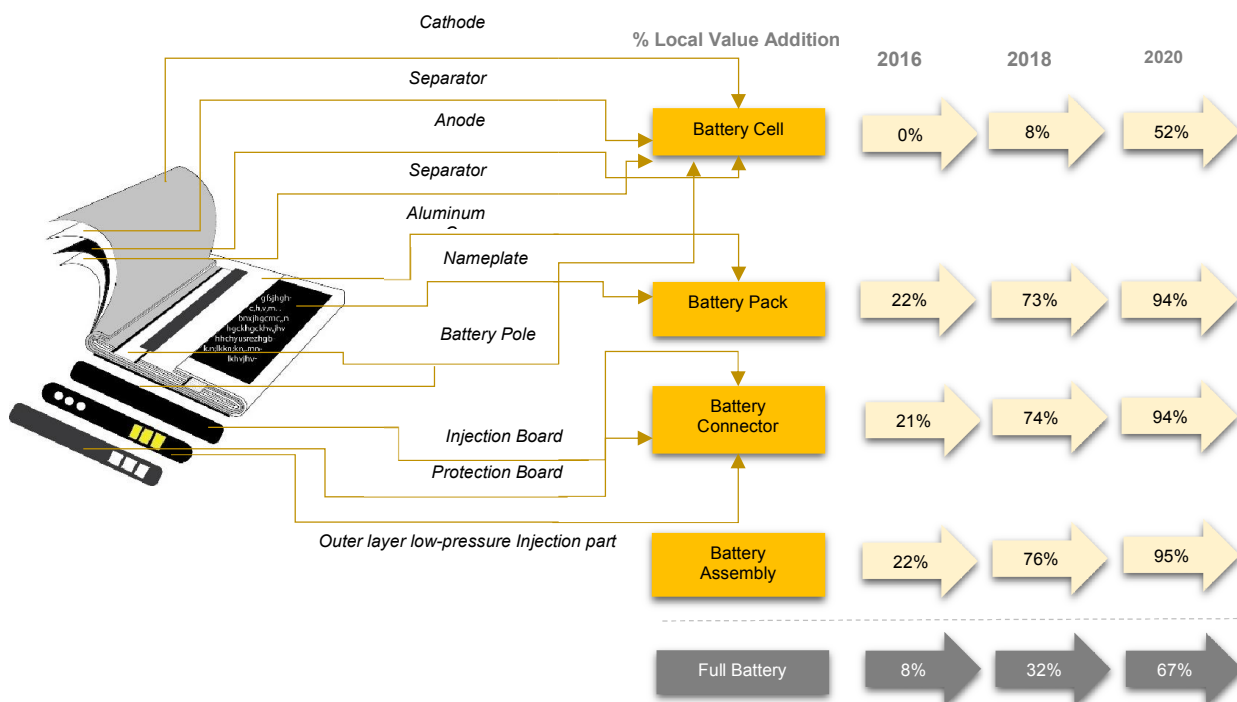 Cathode
% Local Value Addition
2016
2018
2020
Separator
Anode
Battery Cell
0%
8%
52%
Separator
Aluminum
Nameplate
Battery Pack
22%
73%
94%
Battery Pole
Battery
Connector
21%
74%
94%
Injection Board
Protection Board
Outer layer low-pressure Injection part
Battery
Assembly
22%
76%
95%
Full Battery
8%
32%
67%